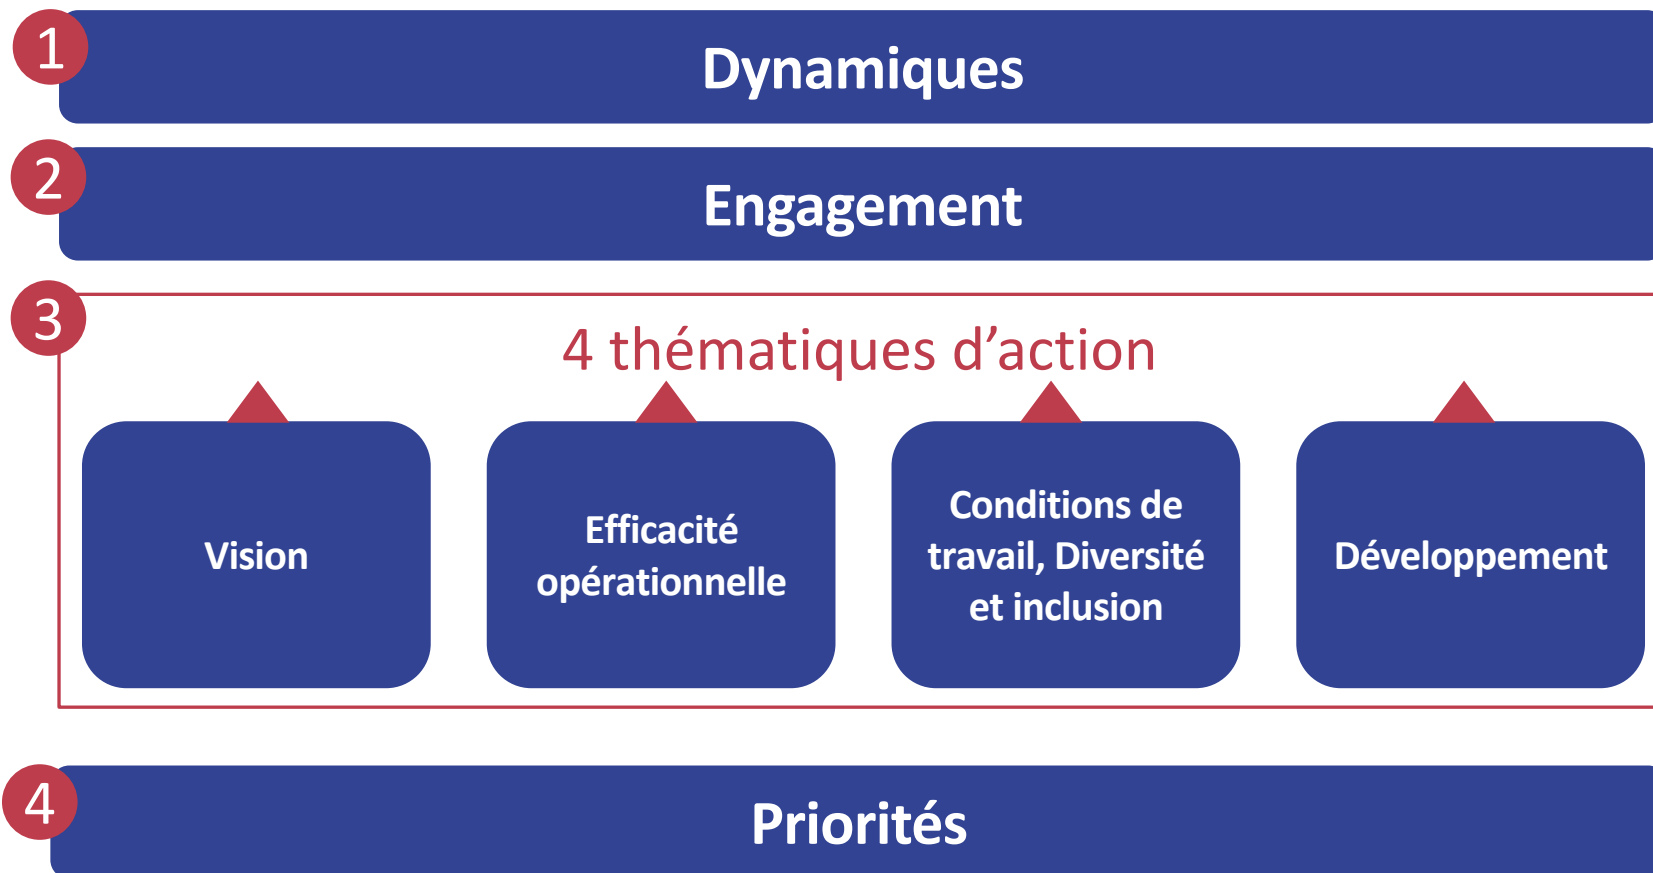 1
Dynamiques
2
Engagement
3
4 thématiques d’action
Vision
Efficacité
opérationnelle
Conditions de
travail, Diversité
et inclusion
Développement
4
Priorités